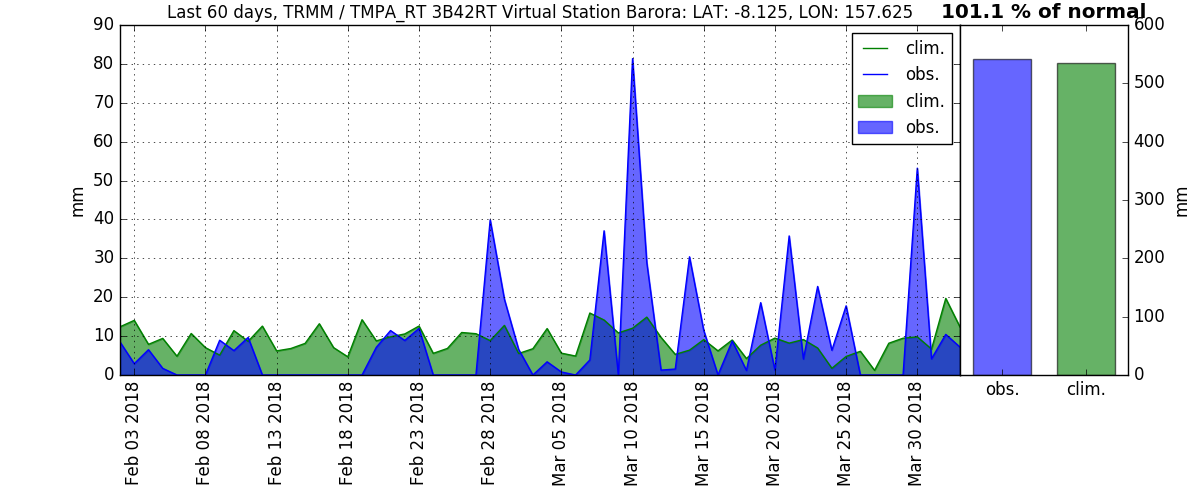 Last 60 days, TRMM / TMPA_RT 3B42RT Virtual Station Barora: LAT: -8.125, LON: 157.625
101.1 % of normal
90
80
70
60
50
40
30
20
10
0
mm
clim.
obs.
clim.
obs.
600
500
400
300
200
100
0
mm
obs.
clim.
Feb 03 2018
Feb 08 2018
Feb 13 2018
Feb 18 2018
Feb 23 2018
Feb 28 2018
Mar 05 2018
Mar 10 2018
Mar 15 2018
Mar 20 2018
Mar 25 2018
Mar 30 2018